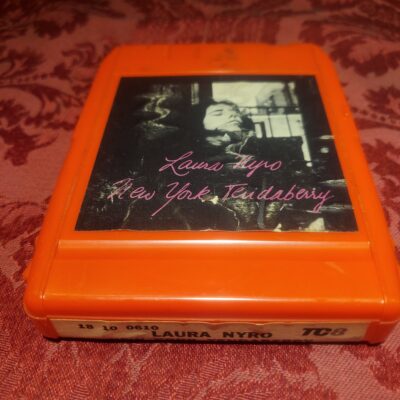 Laura Nyro
New York Tendaberry
18 10 0610
LAURA NYRO TC8